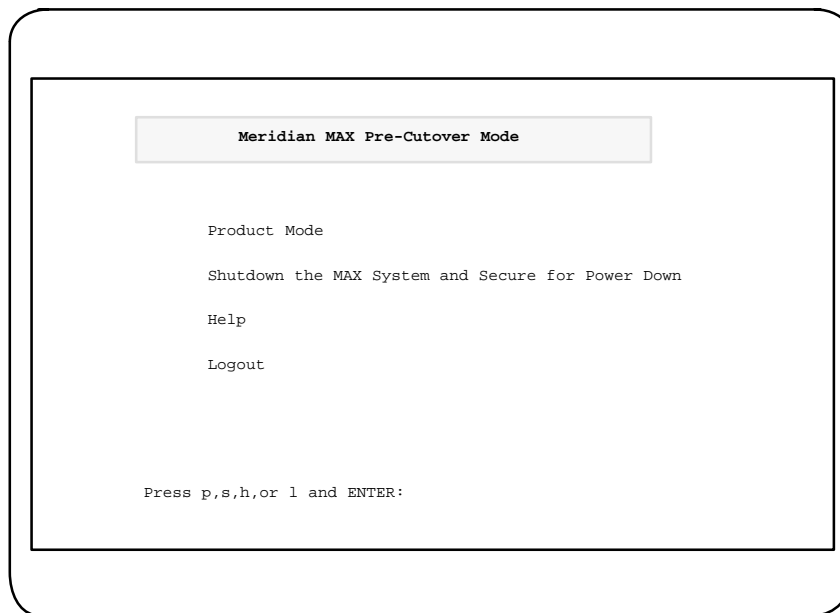 Meridian MAX Pre-Cutover Mode
Product Mode
Shutdown the MAX System and Secure for Power Down
Help
Logout
Press p,s,h,or l and ENTER: